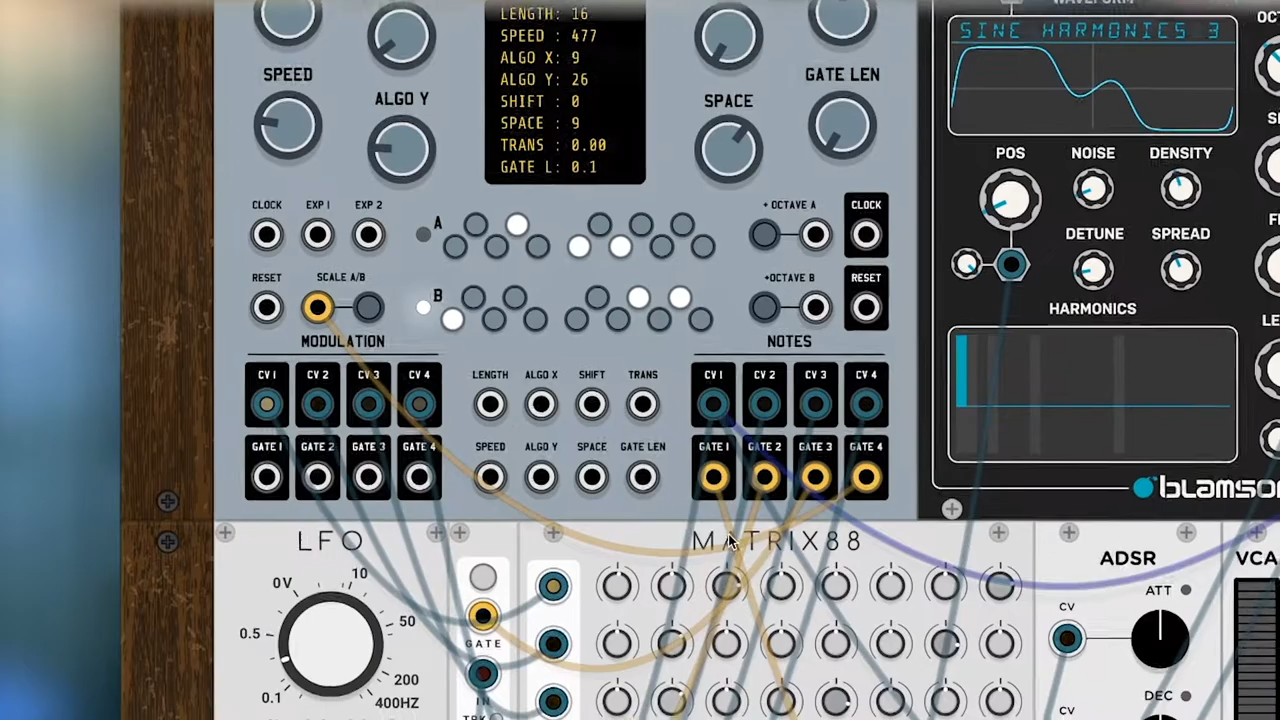 LENGTH: 16
SPEED : 477
ALGO X: 9
ALGO Y: 26
SHIFT : 0
SPACE : 9
TRANS : 0.00
GATE L: 0.1
SPEED
ALGO Y
SPACE
GATE LEN
CLOCK EXP 1 EXP 2
A
+ OCTAVE A
CLOCK
RESET SCALE A/B
B
+OCTAVE B
RESET
MODULATION
NOTES
CV 1 CV 2 CV 3 CV 4
LENGTH ALGO X SHIFT TRANS
CV 1 CV 2 CV 3 CV 4
GATE 1 GATE 2 GATE 3 GATE 4
SPEED ALGO Y SPACE GATE LEN
GATE 1 GATE 2 GATE 3 GATE 4
WAVEFORM
SINE HARMONICS 3
POS NOISE DENSITY
DETUNE SPREAD
HARMONICS
LFO
0V
10
0.5
50
0.1
200
400HZ
GATE
IN
TRK
MATRIX88
ADSR
ATT
CV
DEC
CV
VCA